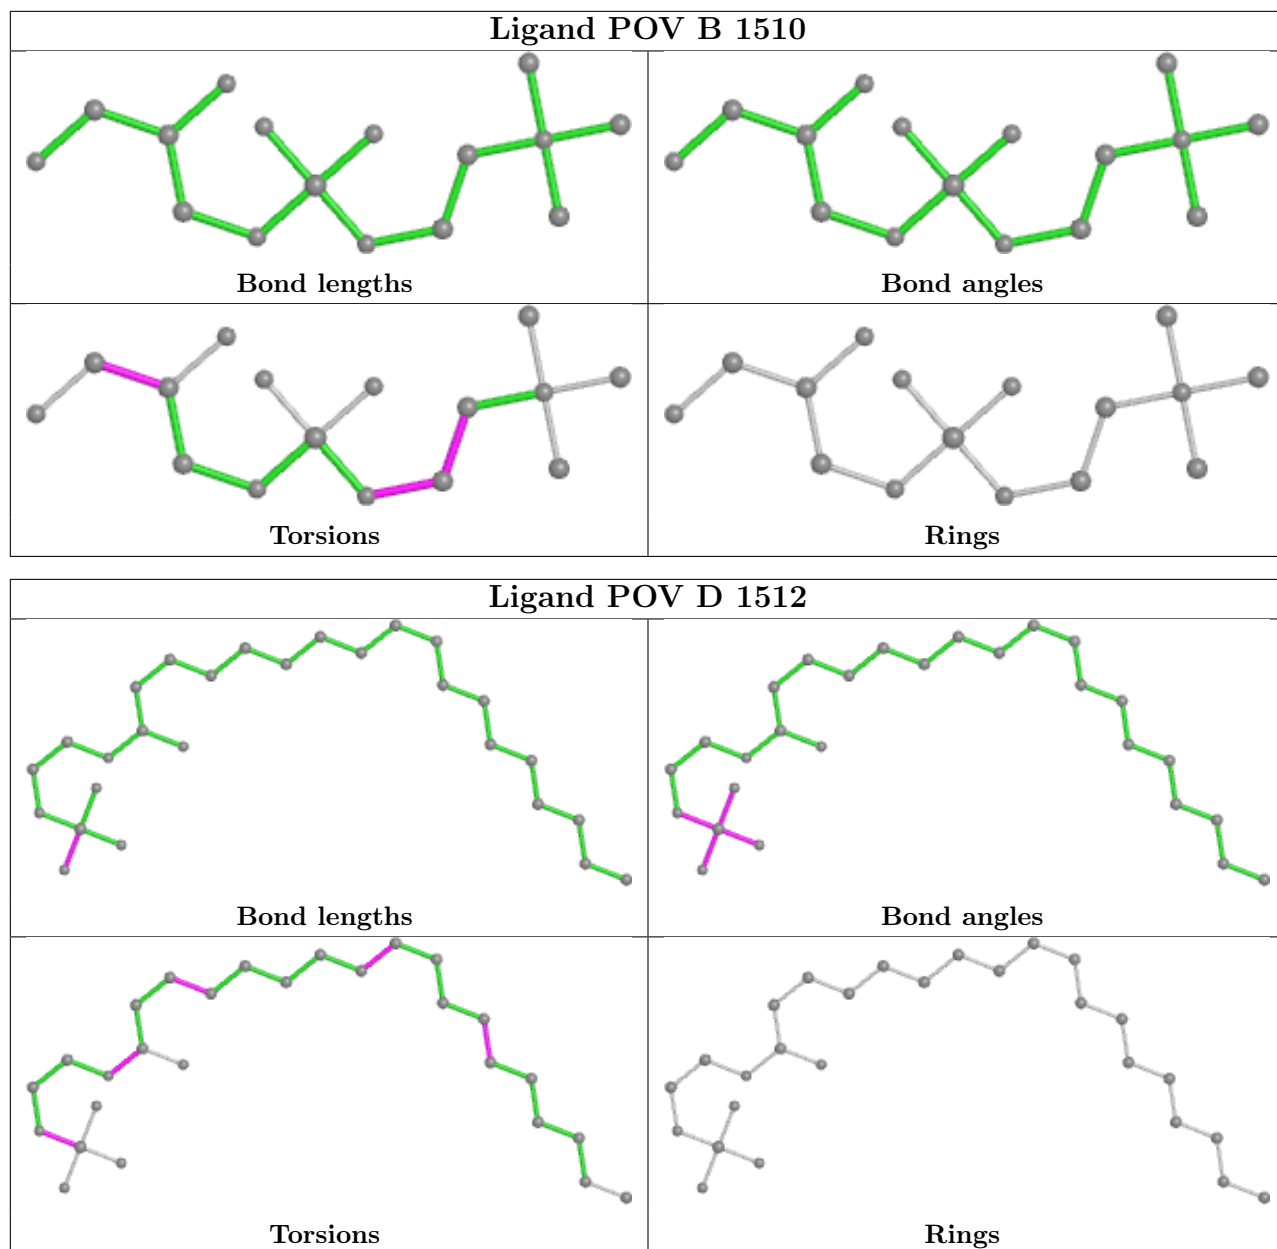 Ligand POV B 1510
Bond lengths
Bond angles
Torsions
Rings
Ligand POV D 1512
Bond lengths
Bond angles
Torsions
Rings